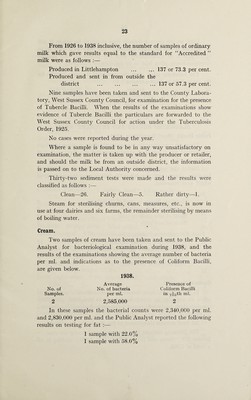 23
From 1926 to 1938 inclusive, the number of samples of ordinary
milk which gave results equal to the standard for "Accredited"
milk were as follows :—
Produced in Littlehampton ... ... 137 or 73.3 per cent.
Produced and sent in from outside the
district ... ... ... ... ... 137 or 57.3 per cent.
Nine samples have been taken and sent to the County Labora-
tory, West Sussex County Council, for examination for the presence
of Tubercle Bacilli. When the results of the examinations show
evidence of Tubercle Bacilli the particulars are forwarded to the
West Sussex County Council for action under the Tuberculosis
Order, 1925.
No cases were reported during the year.
Where a sample is found to be in any way unsatisfactory on
examination, the matter is taken up with the producer or retailer,
and should the milk be from an outside district, the information
is passed on to the Local Authority concerned.
Thirty-two sediment tests were made and the results were
classified as follows :—
Clean—26. Fairly Clean—5. Rather dirty—1.
Steam for sterilising churns, cans, measures, etc., is now in
use at four dairies and six farms, the remainder sterilising by means
of boiling water.
Cream.
Two samples of cream have been taken and sent to the Public
Analyst for bacteriological examination during 1938, and the
results of the examinations showing the average number of bacteria
per ml. and indications as to the presence of Coliform Bacilli,
are given below.
1938.
Average Presence of
No. of No. of bacteria Coliform Bacilli
Samples. per ml. in 1/10th ml.
2 2,585,000 2
In these samples the bacterial counts were 2,340,000 per ml.
and 2,830,000 per ml. and the Public Analyst reported the following
results on testing for fat :—
1 sample with 22.0%
1 sample with 58.0%